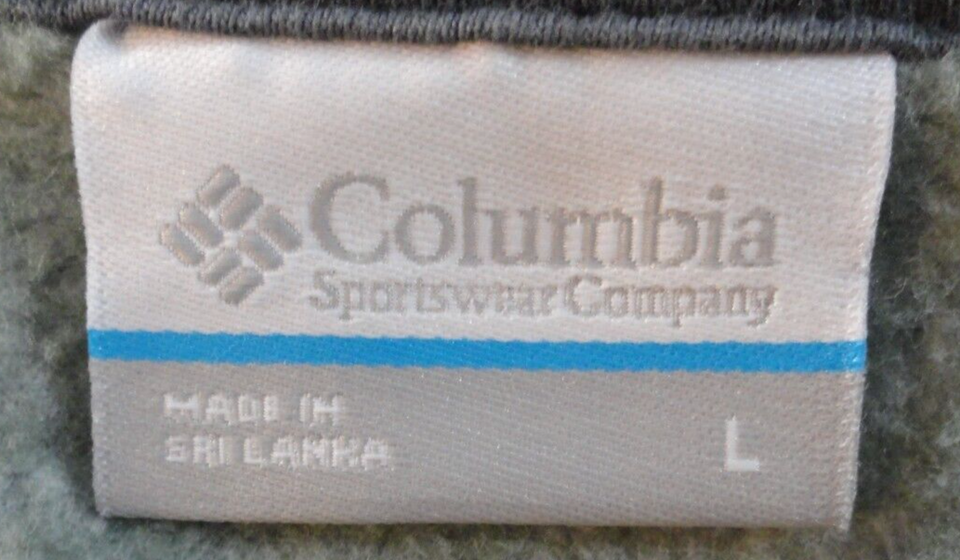 Columbia
Sportswear Company
MADE IN
SRI LANKA
L